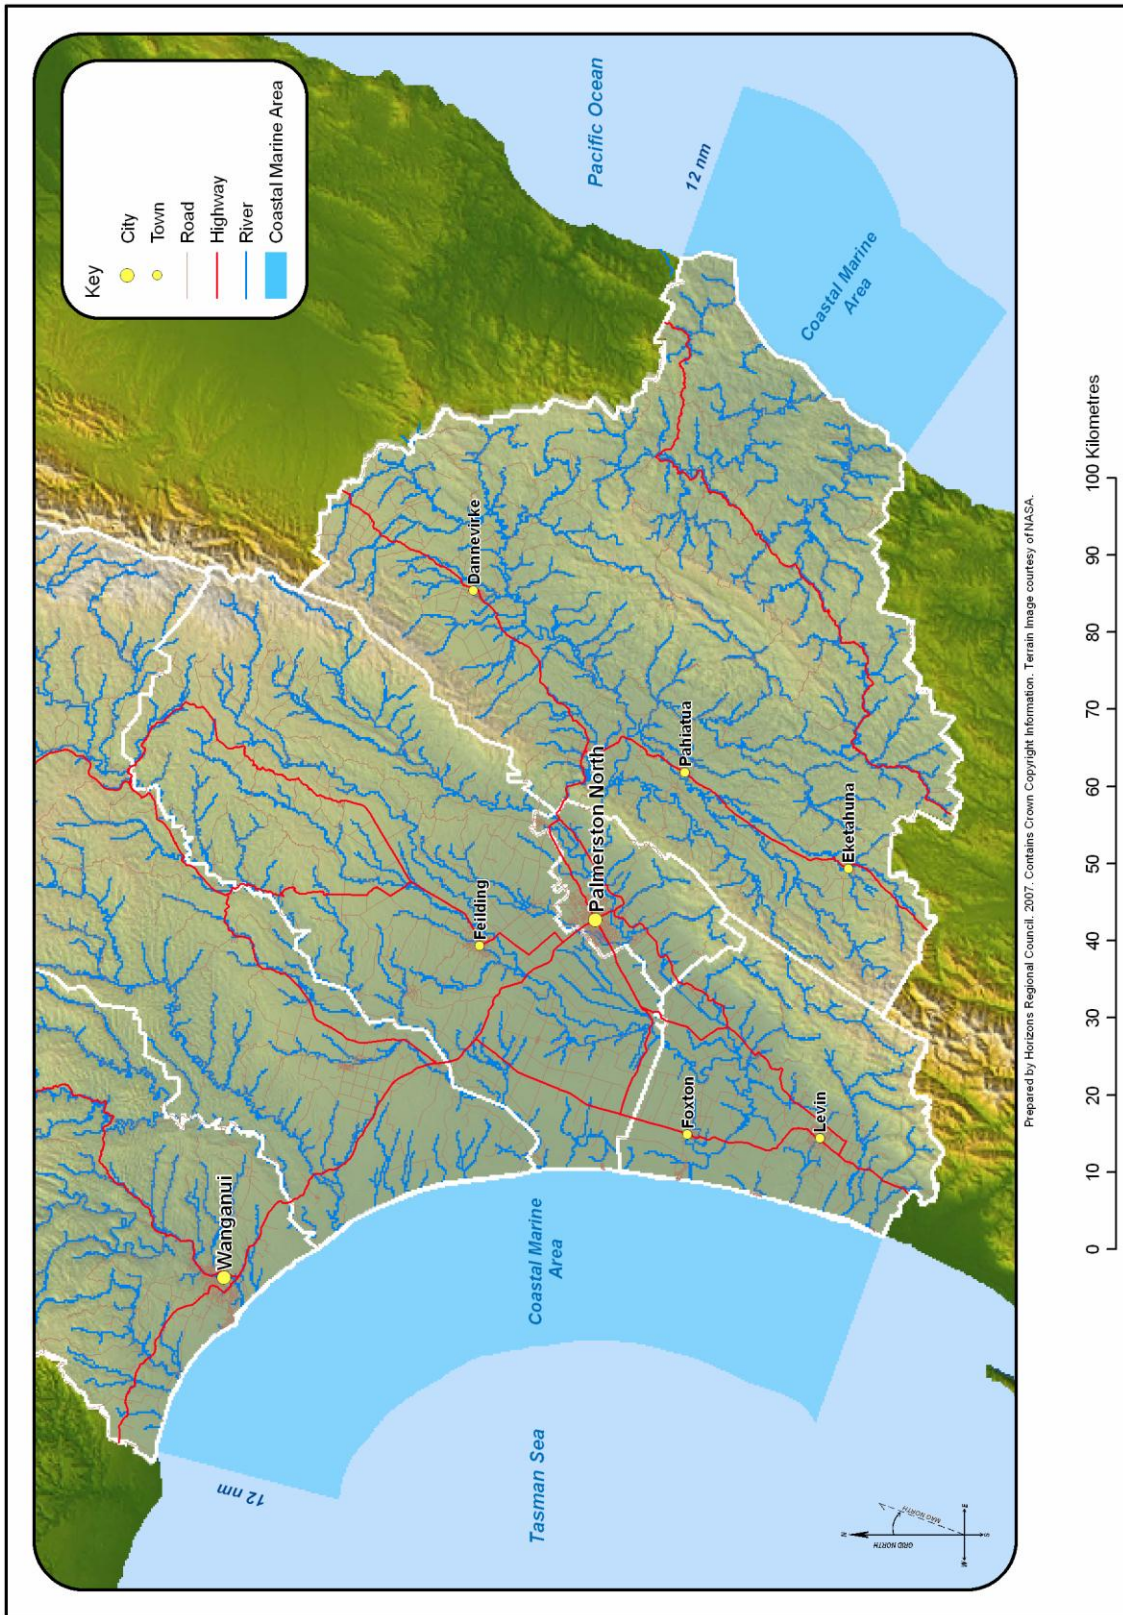 Key
City
Town
Road
Highway
River
Coastal Marine Area
Pacific Ocean
12 nm
Coastal Marine
Area
Dannevirke
Pahiatua
Eketahuna
Palmerston North
Feilding
Foxton
Levin
Wanganui
Coastal Marine
Area
12 nm
Tasman Sea
N
GRID NORTH
MAG NORTH
W
E
S
Prepared by Horizons Regional Council. 2007. Contains Crown Copyright Information. Terrain Image courtesy of NASA.
0 10 20 30 40 50 60 70 80 90 100 Kilometres